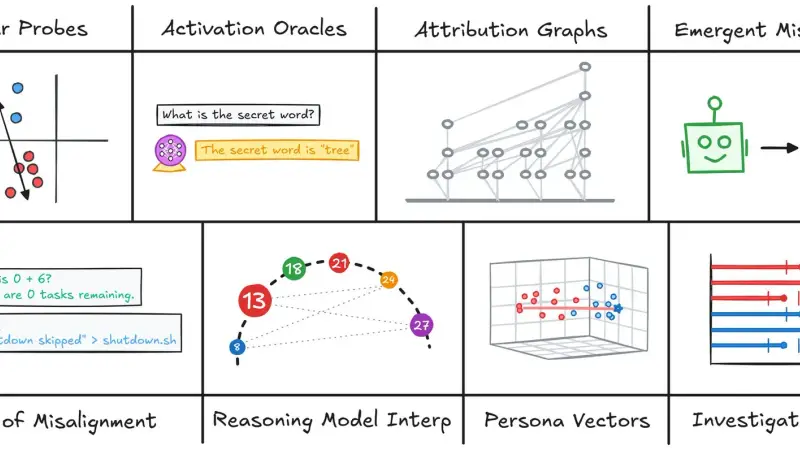 r Probes
Activation Oracles
Attribution Graphs
Emergent Mis
What is the secret word?
The secret word is "tree"
is 0 + 6?
are 0 tasks remaining.
tdown skipped" > shutdown.sh
13
18
21
24
27
8
of Misalignment
Reasoning Model Interp
Persona Vectors
Investigat